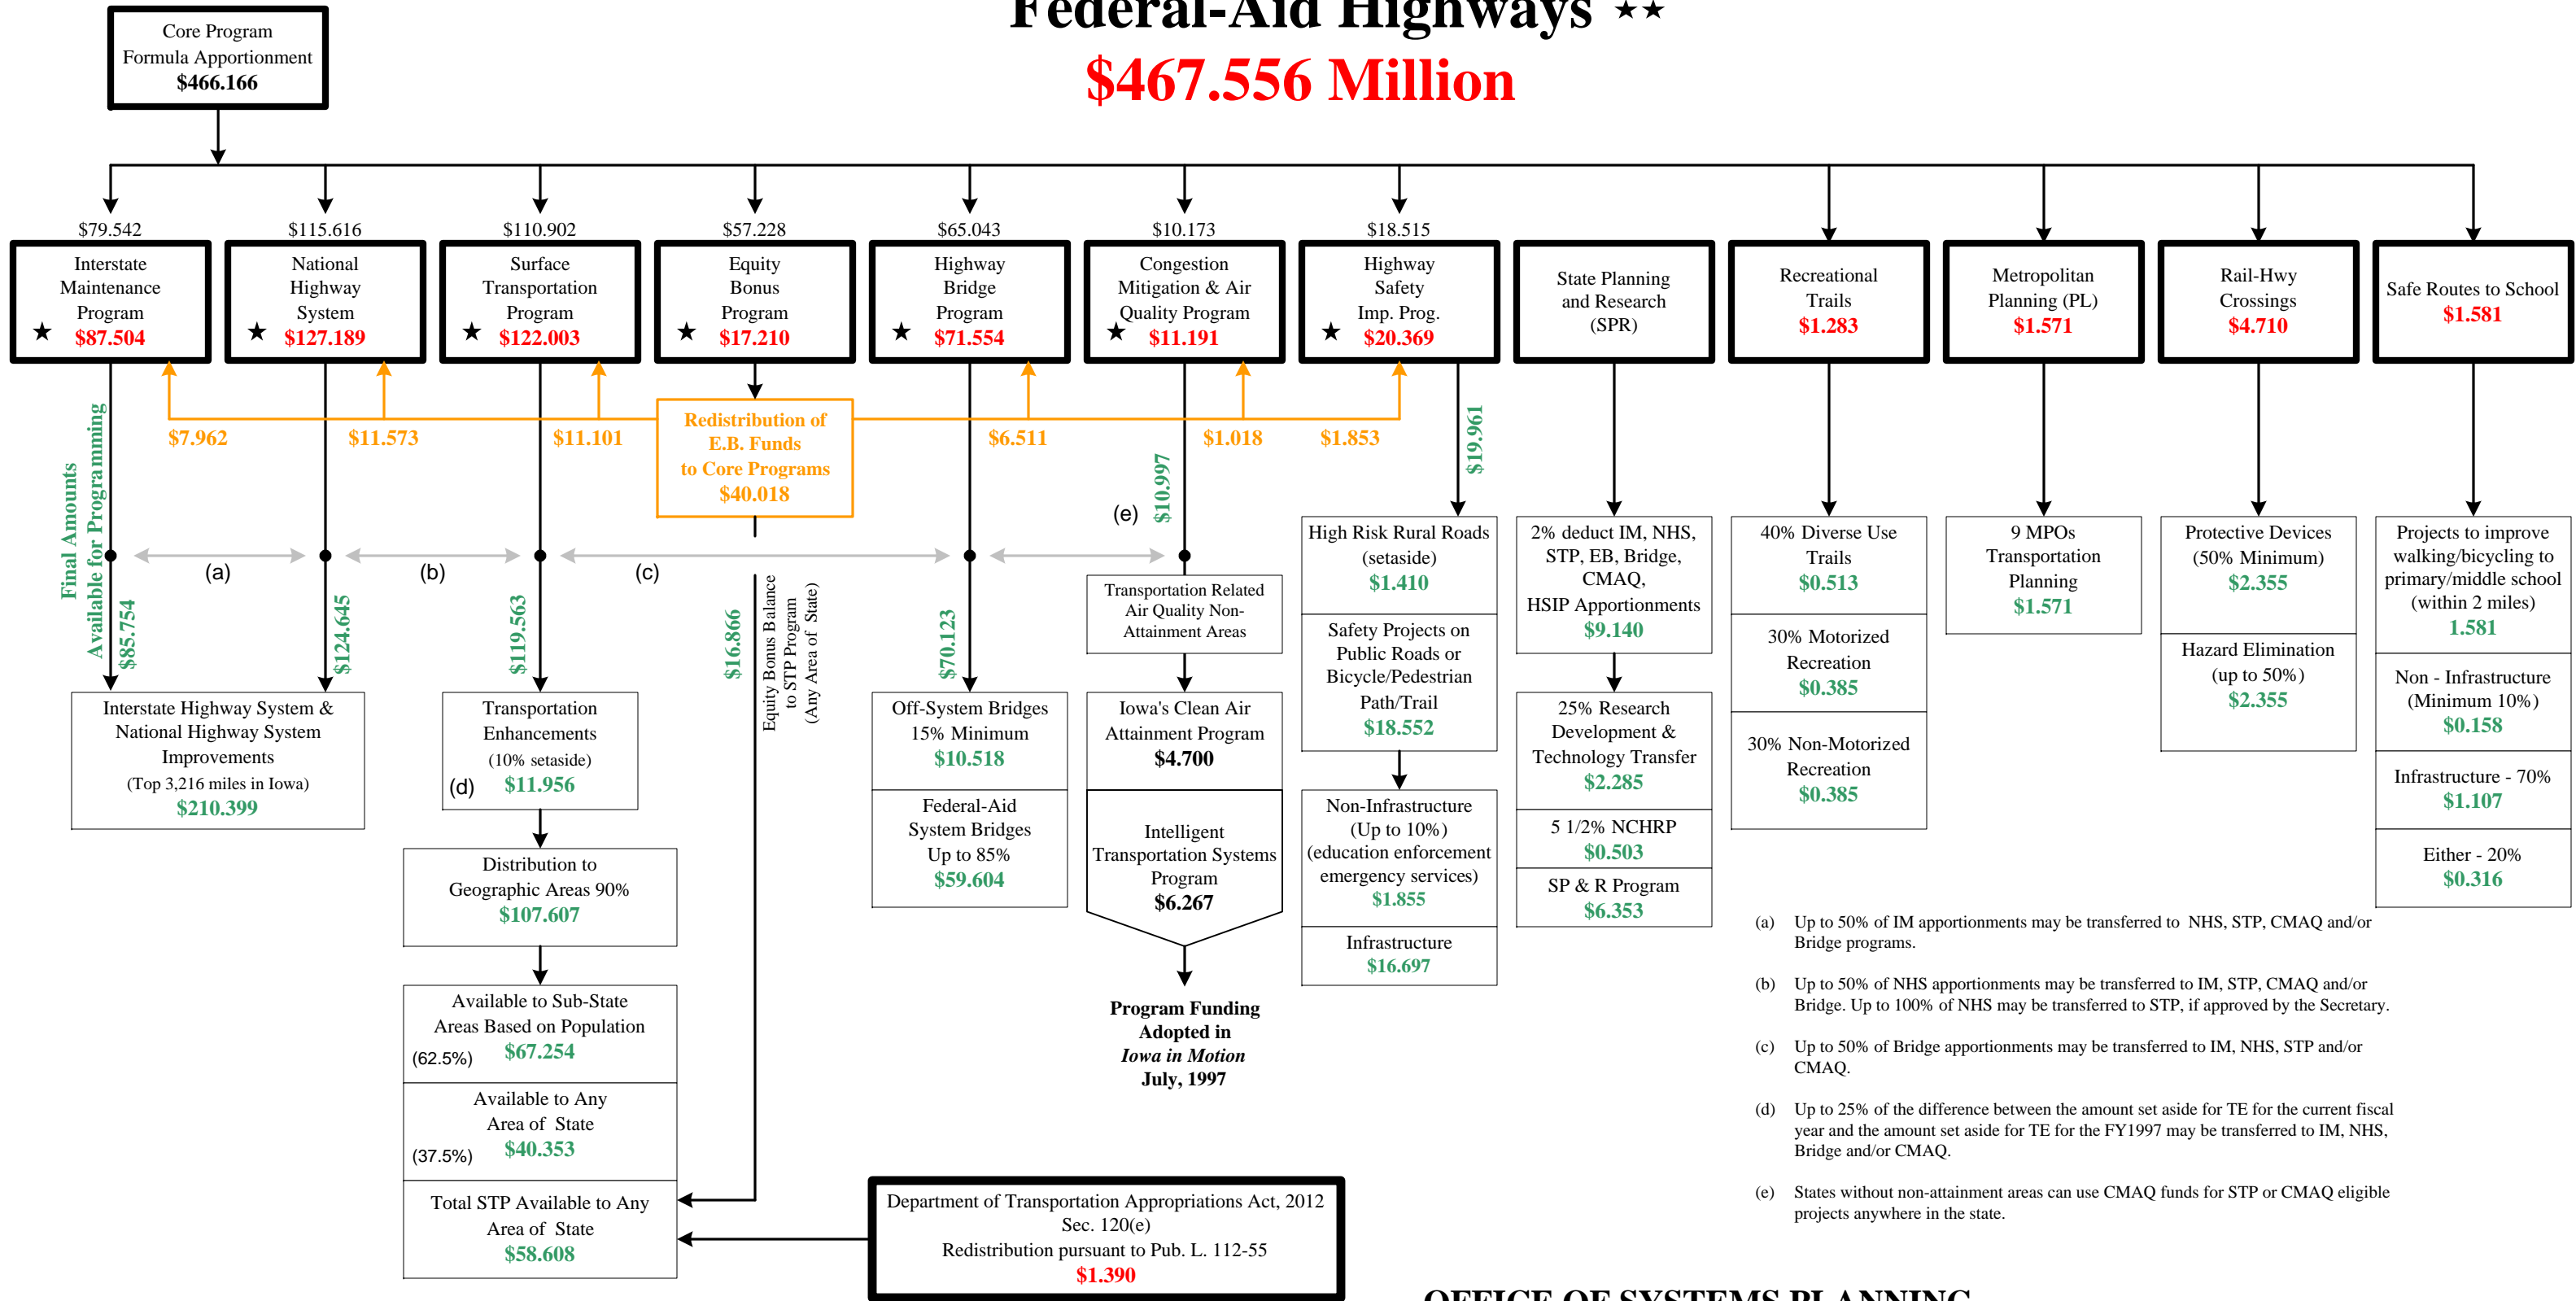 Federal-Aid Highways ★★
$467.556 Million
Core Program
Formula Apportionment
$466.166
$79.542
Interstate
Maintenance
Program
★ $87.504
$115.616
National
Highway
System
★ $127.189
$110.902
Surface
Transportation
Program
★ $122.003
$57.228
Equity
Bonus
Program
★ $17.210
$65.043
Highway
Bridge
Program
★ $71.554
$10.173
Congestion
Mitigation & Air
Quality Program
★ $11.191
$18.515
Highway
Safety
Imp. Prog.
★ $20.369
State Planning
and Research
(SPR)
Recreational
Trails
$1.283
Metropolitan
Planning (PL)
$1.571
Rail-Hwy
Crossings
$4.710
Safe Routes to School
$1.581
Redistribution of
E.B. Funds
to Core Programs
$40.018
$7.962
$11.573
$11.101
$6.511
$1.018
$1.853
Final Amounts
Available for Programming
$85.754
$124.645
$119.563
$16.866
Equity Bonus Balance
to STP Program
(Any Area of State)
$70.123
$10.997
$19.961
(a)
(b)
(c)
(e)
Interstate Highway System &
National Highway System
Improvements
(Top 3,216 miles in Iowa)
$210.399
Transportation
Enhancements
(10% setaside)
(d) $11.956
Distribution to
Geographic Areas 90%
$107.607
Available to Sub-State
Areas Based on Population
(62.5%) $67.254
Available to Any
Area of State
(37.5%) $40.353
Total STP Available to Any
Area of State
$58.608
Off-System Bridges
15% Minimum
$10.518
Federal-Aid
System Bridges
Up to 85%
$59.604
Transportation Related
Air Quality Non-
Attainment Areas
Iowa's Clean Air
Attainment Program
$4.700
Intelligent
Transportation Systems
Program
$6.267
Program Funding
Adopted in
Iowa in Motion
July, 1997
High Risk Rural Roads
(setaside)
$1.410
Safety Projects on
Public Roads or
Bicycle/Pedestrian
Path/Trail
$18.552
Non-Infrastructure
(Up to 10%)
(education enforcement
emergency services)
$1.855
Infrastructure
$16.697
2% deduct IM, NHS,
STP, EB, Bridge,
CMAQ,
HSIP Apportionments
$9.140
25% Research
Development &
Technology Transfer
$2.285
5 1/2% NCHRP
$0.503
SP & R Program
$6.353
40% Diverse Use
Trails
$0.513
30% Motorized
Recreation
$0.385
30% Non-Motorized
Recreation
$0.385
9 MPOs
Transportation
Planning
$1.571
Protective Devices
(50% Minimum)
$2.355
Hazard Elimination
(up to 50%)
$2.355
Projects to improve
walking/bicycling to
primary/middle school
(within 2 miles)
1.581
Non - Infrastructure
(Minimum 10%)
$0.158
Infrastructure - 70%
$1.107
Either - 20%
$0.316
Department of Transportation Appropriations Act, 2012
Sec. 120(e)
Redistribution pursuant to Pub. L. 112-55
$1.390
(a) Up to 50% of IM apportionments may be transferred to NHS, STP, CMAQ and/or
Bridge programs.
(b) Up to 50% of NHS apportionments may be transferred to IM, STP, CMAQ and/or
Bridge. Up to 100% of NHS may be transferred to STP, if approved by the Secretary.
(c) Up to 50% of Bridge apportionments may be transferred to IM, NHS, STP and/or
CMAQ.
(d) Up to 25% of the difference between the amount set aside for TE for the current fiscal
year and the amount set aside for TE for the FY1997 may be transferred to IM, NHS,
Bridge and/or CMAQ.
(e) States without non-attainment areas can use CMAQ funds for STP or CMAQ eligible
projects anywhere in the state.
OFFICE OF SYSTEMS PLANNING